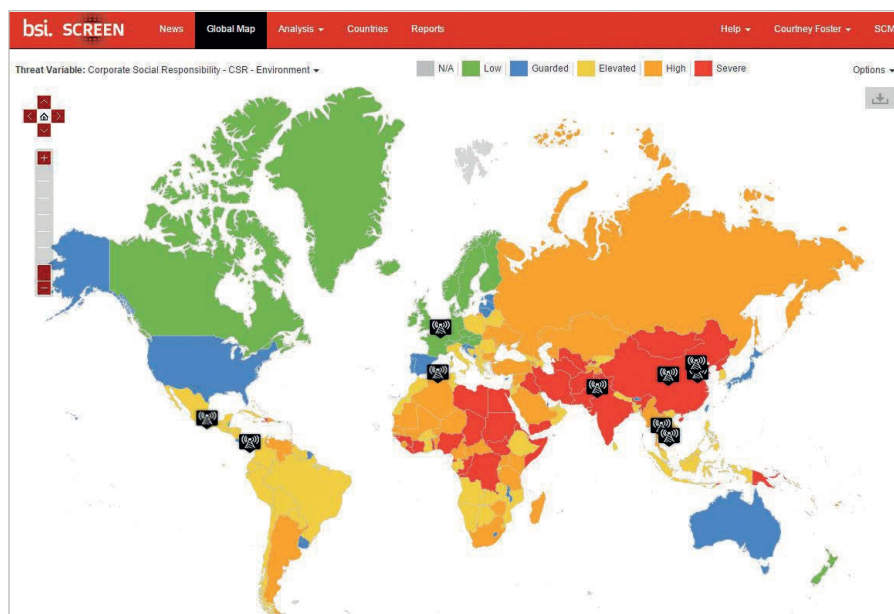 bsi. SCREEN News Global Map Analysis Countries Reports Help Courtney Foster SCM
Threat Variable: Corporate Social Responsibility - CSR - Environment N/A Low Guarded Elevated High Severe Options